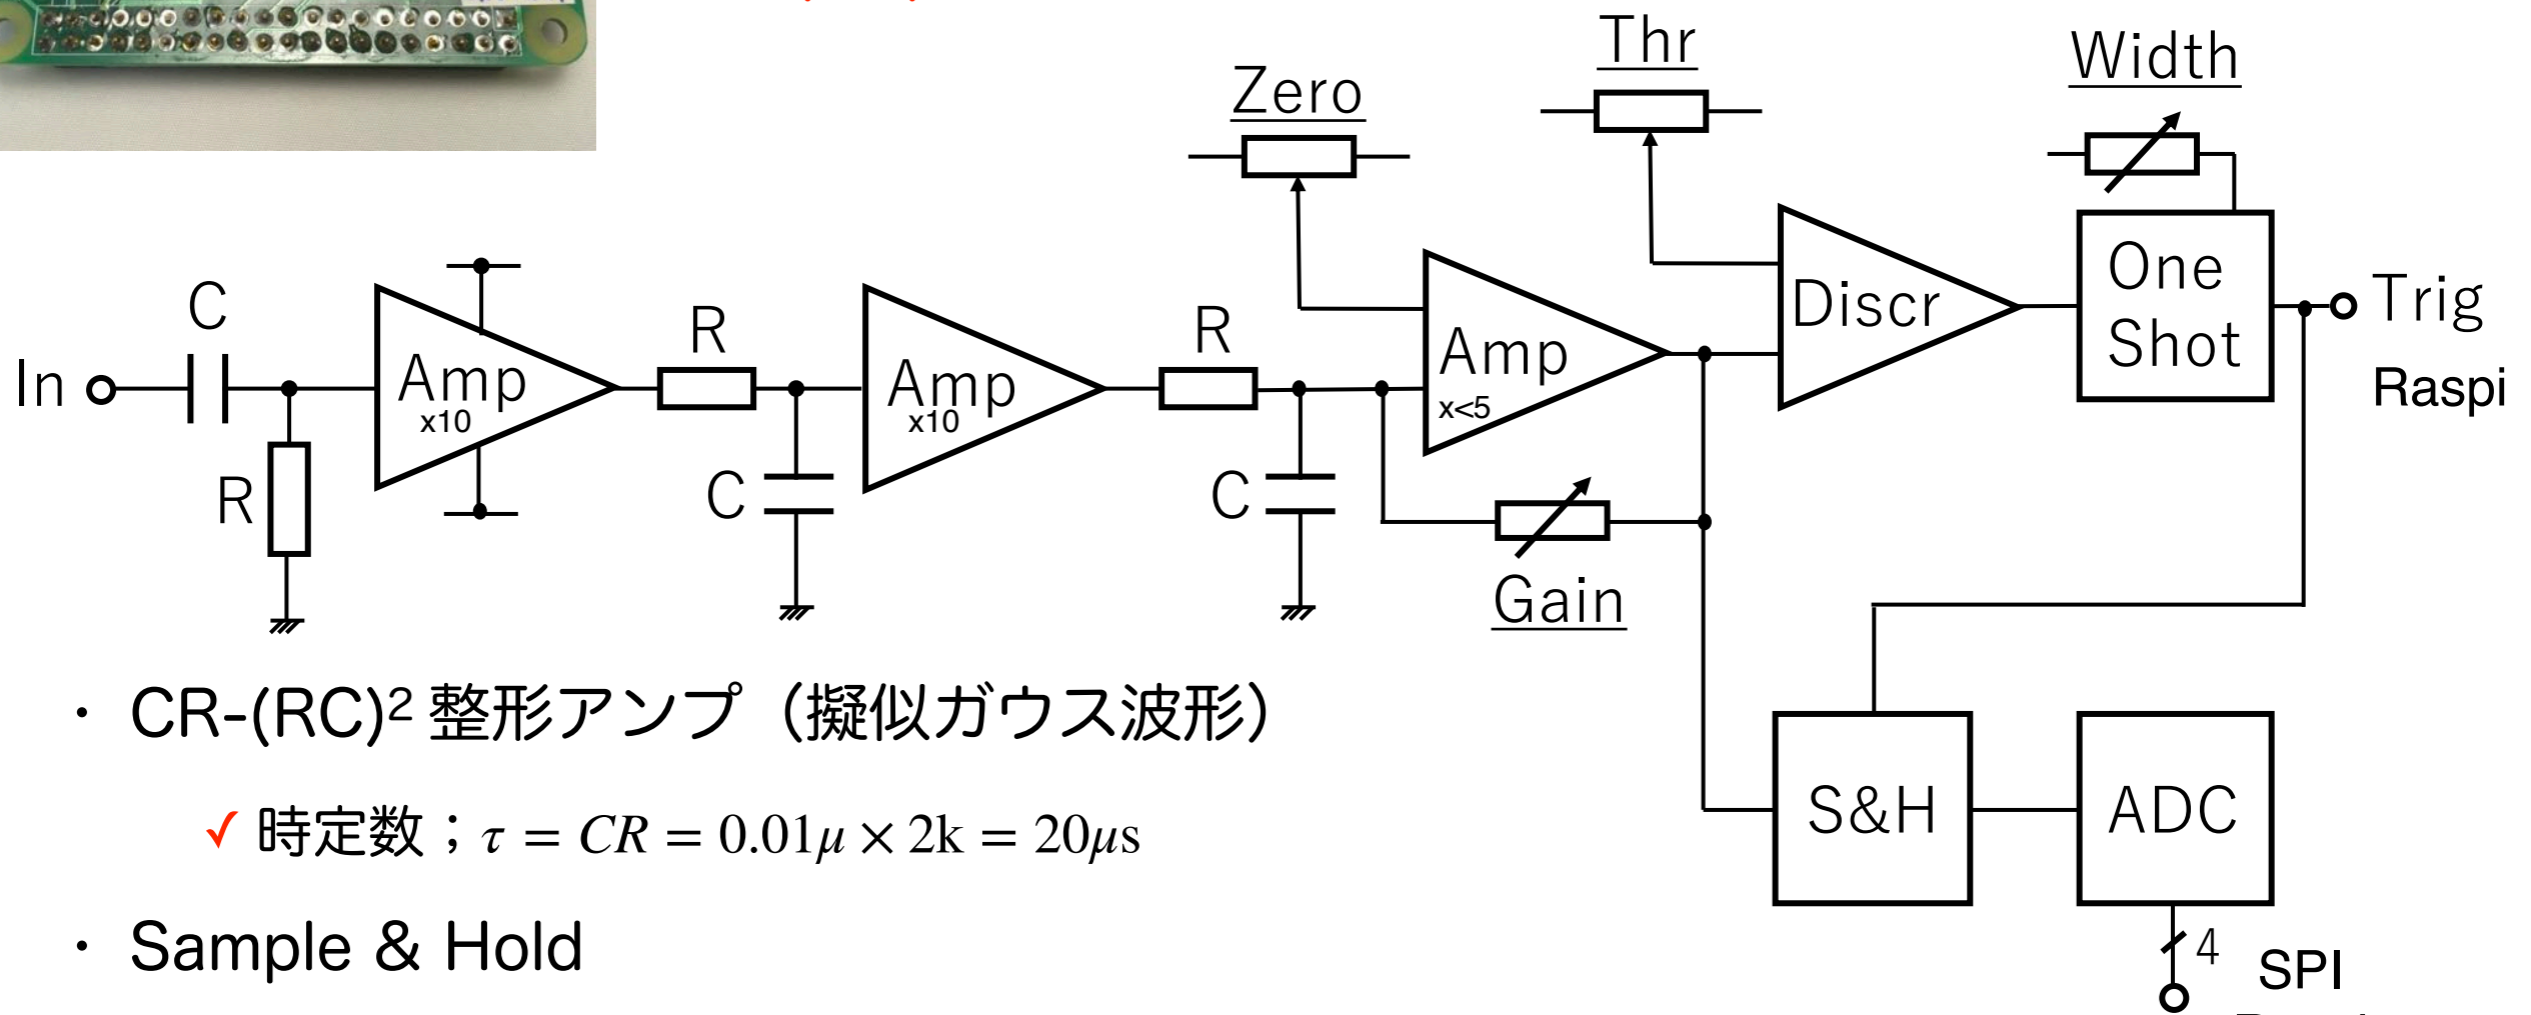 Thr
Width
Zero
C
R
R
One
Shot
Trig
Discr
Amp
x10
Amp
x10
Amp
x<5
In
Raspi
R
C
C
Gain
・ CR-(RC)² 整形アンプ（擬似ガウス波形）
✓ 時定数；τ = CR = 0.01μ × 2k = 20μs
S&H
ADC
・ Sample & Hold
4
SPI